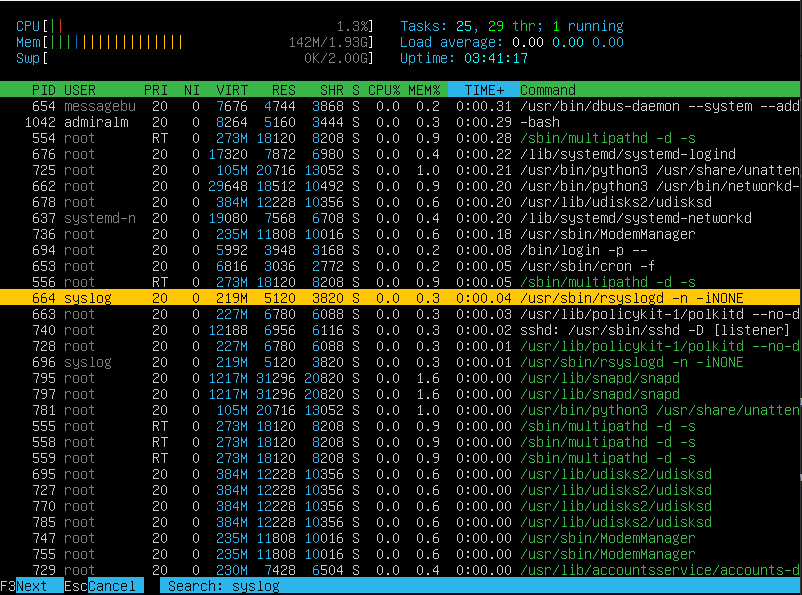 CPU[|| 1.3%] Tasks: 25, 29 thr; 1 running
Mem[||||||||||||||||| 142M/1.93G] Load average: 0.00 0.00 0.00
Swp[ 0K/2.00G] Uptime: 03:41:17
PID USER PRI NI VIRT RES SHR S CPU% MEM% TIME+ Command
654 messagebu 20 0 7676 4744 3868 S 0.0 0.2 0:00.31 /usr/bin/dbus-daemon --system --add
1042 admiralm 20 0 8264 5160 3444 S 0.0 0.3 0:00.29 -bash
554 root RT 0 273M 18120 8208 S 0.0 0.9 0:00.28 /sbin/multipathd -d -s
676 root 20 0 17320 7872 6980 S 0.0 0.4 0:00.22 /lib/systemd/systemd-logind
725 root 20 0 105M 20716 13052 S 0.0 1.0 0:00.21 /usr/bin/python3 /usr/share/unatten
662 root 20 0 29648 18512 10492 S 0.0 0.9 0:00.20 /usr/bin/python3 /usr/bin/networkd-
678 root 20 0 384M 12228 10356 S 0.0 0.6 0:00.20 /usr/lib/udisks2/udisksd
637 systemd-n 20 0 19080 7568 6708 S 0.0 0.4 0:00.20 /lib/systemd/systemd-networkd
736 root 20 0 235M 11808 10016 S 0.0 0.6 0:00.18 /usr/sbin/ModemManager
694 root 20 0 5992 3948 3168 S 0.0 0.2 0:00.08 /bin/login -p --
653 root 20 0 6816 3036 2772 S 0.0 0.2 0:00.05 /usr/sbin/cron -f
556 root RT 0 273M 18120 8208 S 0.0 0.9 0:00.05 /sbin/multipathd -d -s
664 syslog 20 0 219M 5120 3820 S 0.0 0.3 0:00.04 /usr/sbin/rsyslogd -n -iNONE
663 root 20 0 227M 6780 6088 S 0.0 0.3 0:00.03 /usr/lib/policykit-1/polkitd --no-d
740 root 20 0 12188 6956 6116 S 0.0 0.3 0:00.02 sshd: /usr/sbin/sshd -D [listener]
728 root 20 0 227M 6780 6088 S 0.0 0.3 0:00.01 /usr/lib/policykit-1/polkitd --no-d
696 syslog 20 0 219M 5120 3820 S 0.0 0.3 0:00.01 /usr/sbin/rsyslogd -n -iNONE
795 root 20 0 1217M 31296 20820 S 0.0 1.6 0:00.00 /usr/lib/snapd/snapd
797 root 20 0 1217M 31296 20820 S 0.0 1.6 0:00.00 /usr/lib/snapd/snapd
781 root 20 0 105M 20716 13052 S 0.0 1.0 0:00.00 /usr/bin/python3 /usr/share/unatten
555 root RT 0 273M 18120 8208 S 0.0 0.9 0:00.00 /sbin/multipathd -d -s
558 root RT 0 273M 18120 8208 S 0.0 0.9 0:00.00 /sbin/multipathd -d -s
559 root RT 0 273M 18120 8208 S 0.0 0.9 0:00.00 /sbin/multipathd -d -s
695 root 20 0 384M 12228 10356 S 0.0 0.6 0:00.00 /usr/lib/udisks2/udisksd
727 root 20 0 384M 12228 10356 S 0.0 0.6 0:00.00 /usr/lib/udisks2/udisksd
770 root 20 0 384M 12228 10356 S 0.0 0.6 0:00.00 /usr/lib/udisks2/udisksd
785 root 20 0 384M 12228 10356 S 0.0 0.6 0:00.00 /usr/lib/udisks2/udisksd
747 root 20 0 235M 11808 10016 S 0.0 0.6 0:00.00 /usr/sbin/ModemManager
755 root 20 0 235M 11808 10016 S 0.0 0.6 0:00.00 /usr/sbin/ModemManager
729 root 20 0 230M 7428 6504 S 0.0 0.4 0:00.00 /usr/lib/accountsservice/accounts-d
F3Next EscCancel Search: syslog